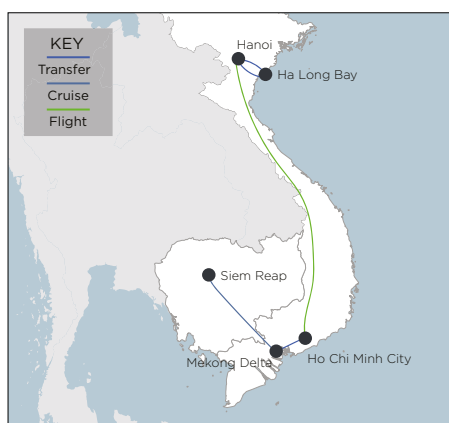 KEY
Transfer
Cruise
Flight
Hanoi
Ha Long Bay
Siem Reap
Mekong Delta
Ho Chi Minh City